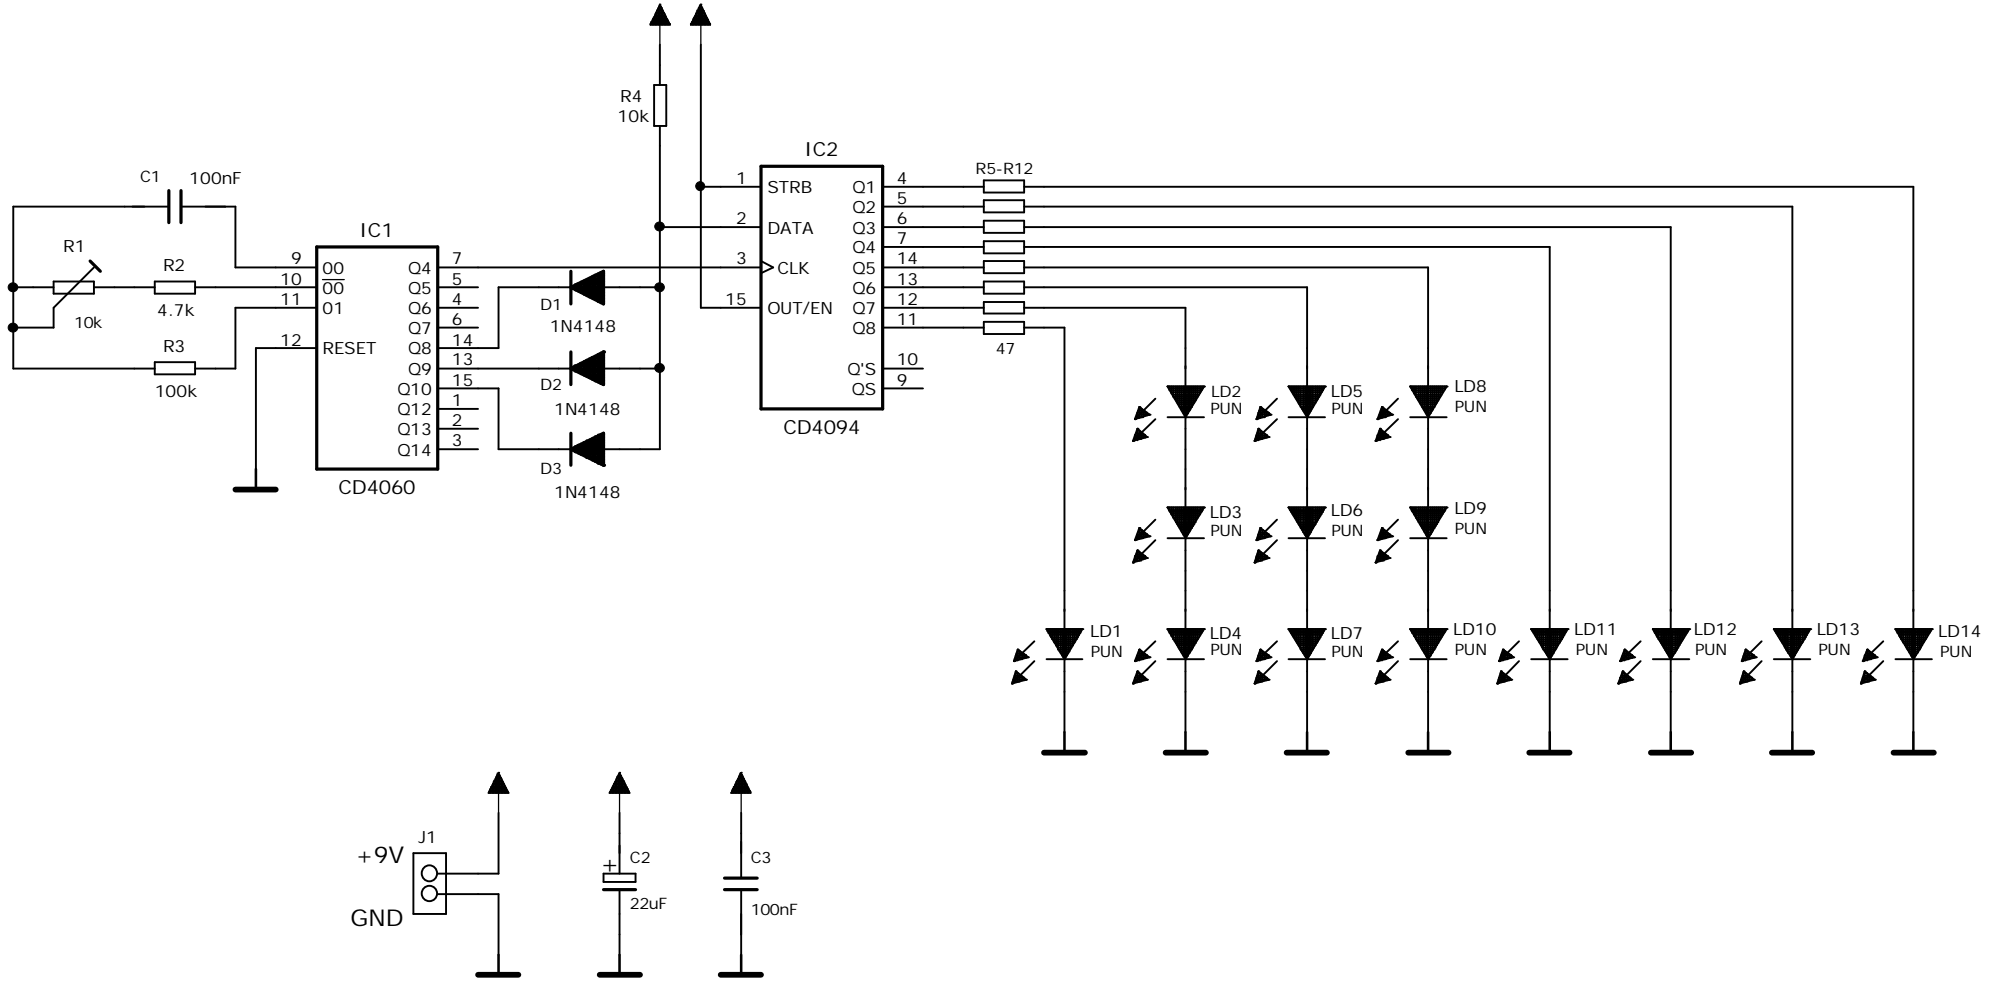 R4
10k
IC2
C1
100nF
R5-R12
1
STRB
Q1
4
Q2
5
2
DATA
Q3
6
Q4
7
3
CLK
Q5
14
Q6
13
15
OUT/EN
Q7
12
Q8
11
47
Q'S
10
QS
9
CD4094
IC1
R1
10k
R2
4.7k
R3
100k
9
OO
10
OO
11
O1
12
RESET
Q4
7
Q5
5
Q6
4
Q7
6
Q8
14
Q9
13
Q10
15
Q12
1
Q13
2
Q14
3
CD4060
D1
1N4148
D2
1N4148
D3
1N4148
LD2
PUN
LD5
PUN
LD8
PUN
LD3
PUN
LD6
PUN
LD9
PUN
LD1
PUN
LD4
PUN
LD7
PUN
LD10
PUN
LD11
PUN
LD12
PUN
LD13
PUN
LD14
PUN
J1
+9V
GND
+
C2
22uF
C3
100nF